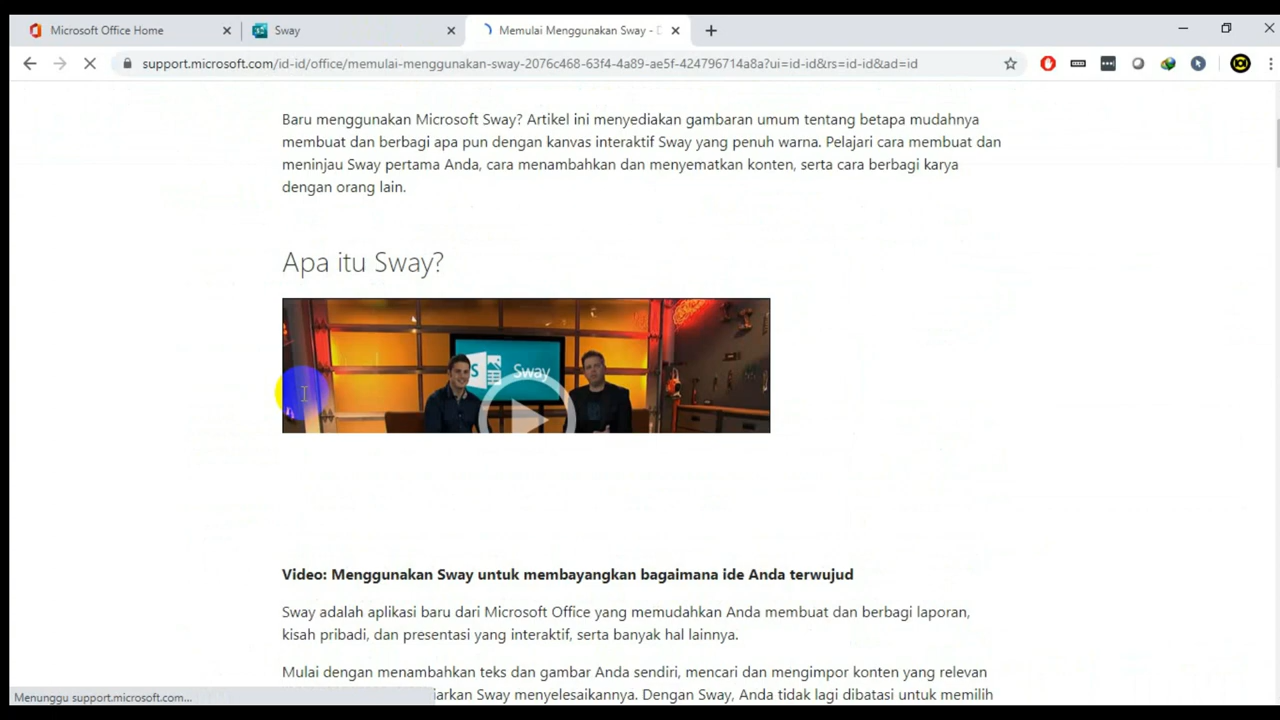 Microsoft Office Home
Sway
Memulai Menggunakan Sway -
support.microsoft.com/id-id/office/memulai-menggunakan-sway-2076c468-63f4-4a89-ae5f-424796714a8a?ui=id-id&rs=id-id&ad=id
Baru menggunakan Microsoft Sway? Artikel ini menyediakan gambaran umum tentang betapa mudahnya
membuat dan berbagi apa pun dengan kanvas interaktif Sway yang penuh warna. Pelajari cara membuat dan
meninjau Sway pertama Anda, cara menambahkan dan menyematkan konten, serta cara berbagi karya
dengan orang lain.
Apa itu Sway?
S Sway
Video: Menggunakan Sway untuk membayangkan bagaimana ide Anda terwujud
Sway adalah aplikasi baru dari Microsoft Office yang memudahkan Anda membuat dan berbagi laporan,
kisah pribadi, dan presentasi yang interaktif, serta banyak hal lainnya.
Mulai dengan menambahkan teks dan gambar Anda sendiri, mencari dan mengimpor konten yang relevan
Sway menyelesaikannya. Dengan Sway, Anda tidak lagi dibatasi untuk memilih
Menunggu support.microsoft.com...